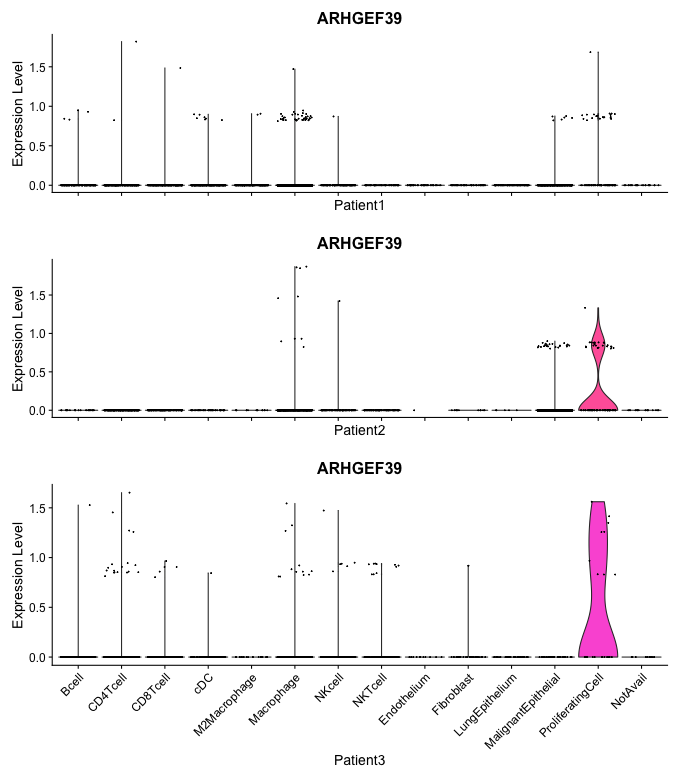 ARHGEF39
Expression Level
1.5
1.0
0.5
0.0
Patient1
ARHGEF39
Expression Level
1.5
1.0
0.5
0.0
Patient2
ARHGEF39
Expression Level
1.5
1.0
0.5
0.0
Bcell
CD4Tcell
CD8Tcell
cDC
M2Macrophage
Macrophage
NKcell
NKTcell
Endothelium
Fibroblast
LungEpithelium
MalignantEpithelial
ProliferatingCell
NotAvail
Patient3